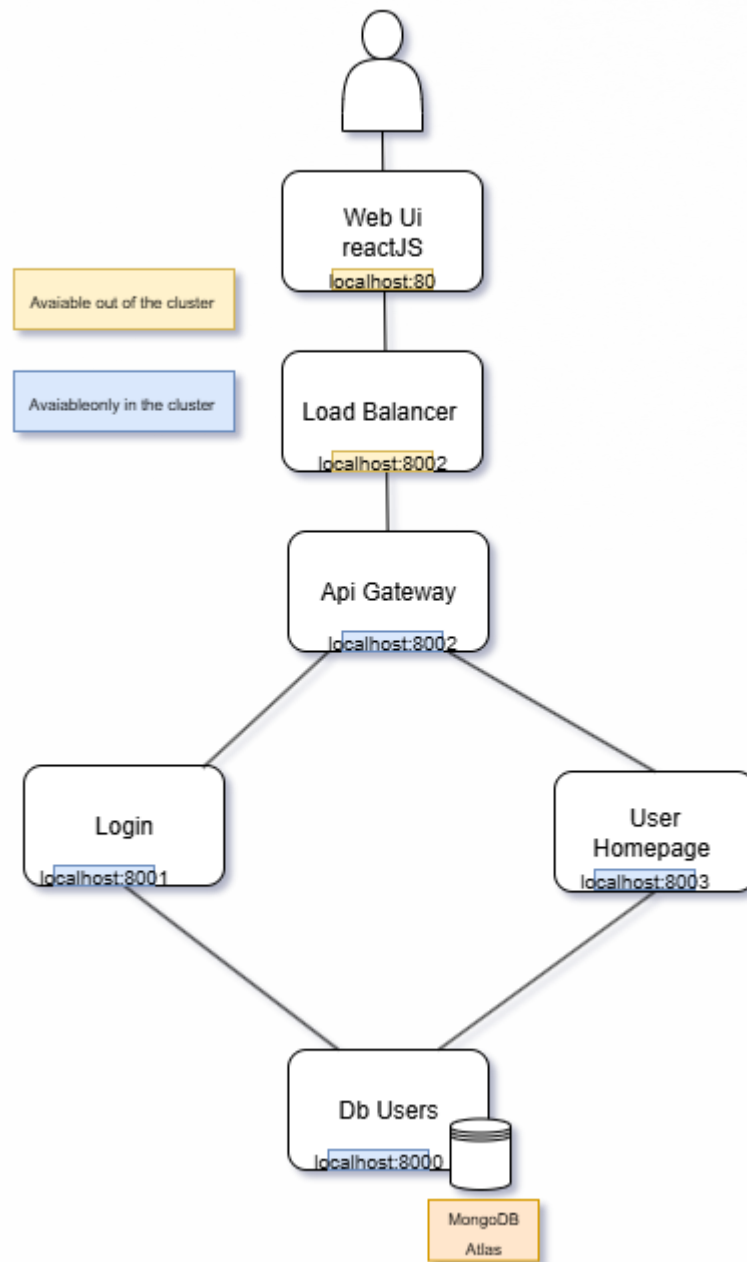 Web Ui
reactJS
localhost:80
Avaiable out of the cluster
Avaiableonly in the cluster
Load Balancer
localhost:8002
Api Gateway
localhost:8002
Login
localhost:8001
User
Homepage
localhost:8003
Db Users
localhost:8000
MongoDB
Atlas